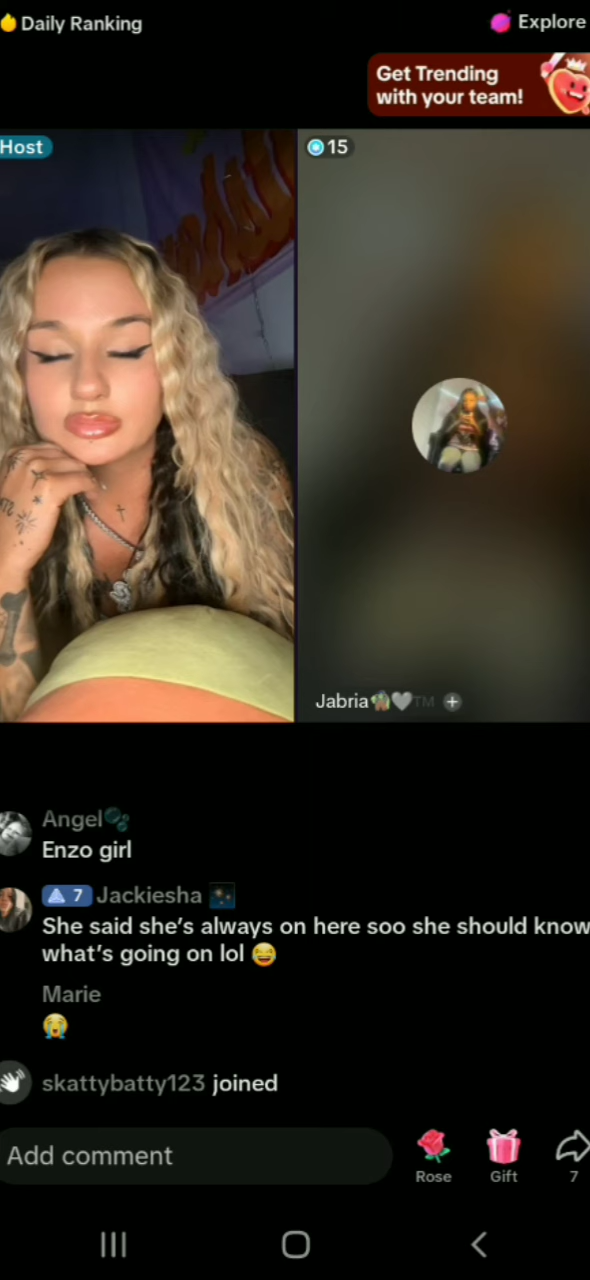 Daily Ranking
Explore
Get Trending
with your team!
Host
15
Jabria🧌🤍TM +
Angel🫧
Enzo girl
7 Jackiesha 🎆
She said she’s always on here soo she should know
what’s going on lol 😂
Marie
😭
skattybatty123 joined
Add comment
Rose
Gift
7